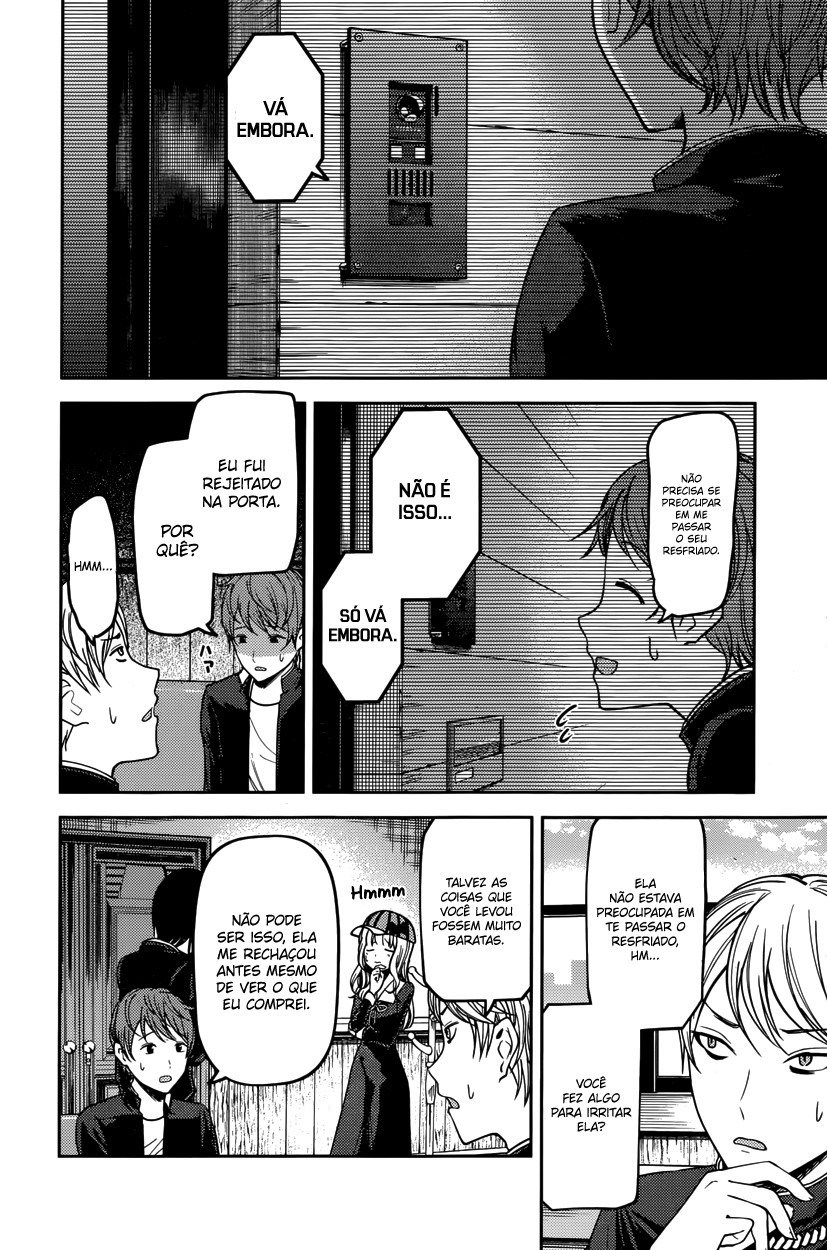 VÁ
EMBORA.
NÃO
PRECISA SE
PREOCUPAR
EM ME
PASSAR
O SEU
RESFRIADO.
NÃO É
ISSO...
SÓ VÁ
EMBORA.
EU FUI
REJEITADO
NA PORTA.
POR
QUÊ?
ハァ
HMM...
ELA
NÃO ESTAVA
PREOCUPADA EM
TE PASSAR O
RESFRIADO,
HM...
VOCÊ
FEZ ALGO
PARA IRRITAR
ELA?
TALVEZ AS
COISAS QUE
VOCÊ LEVOU
FOSSEM MUITO
BARATAS.
Hmmm
NÃO PODE
SER ISSO, ELA
ME RECHAÇOU
ANTES MESMO
DE VER O QUE
EU COMPREI.